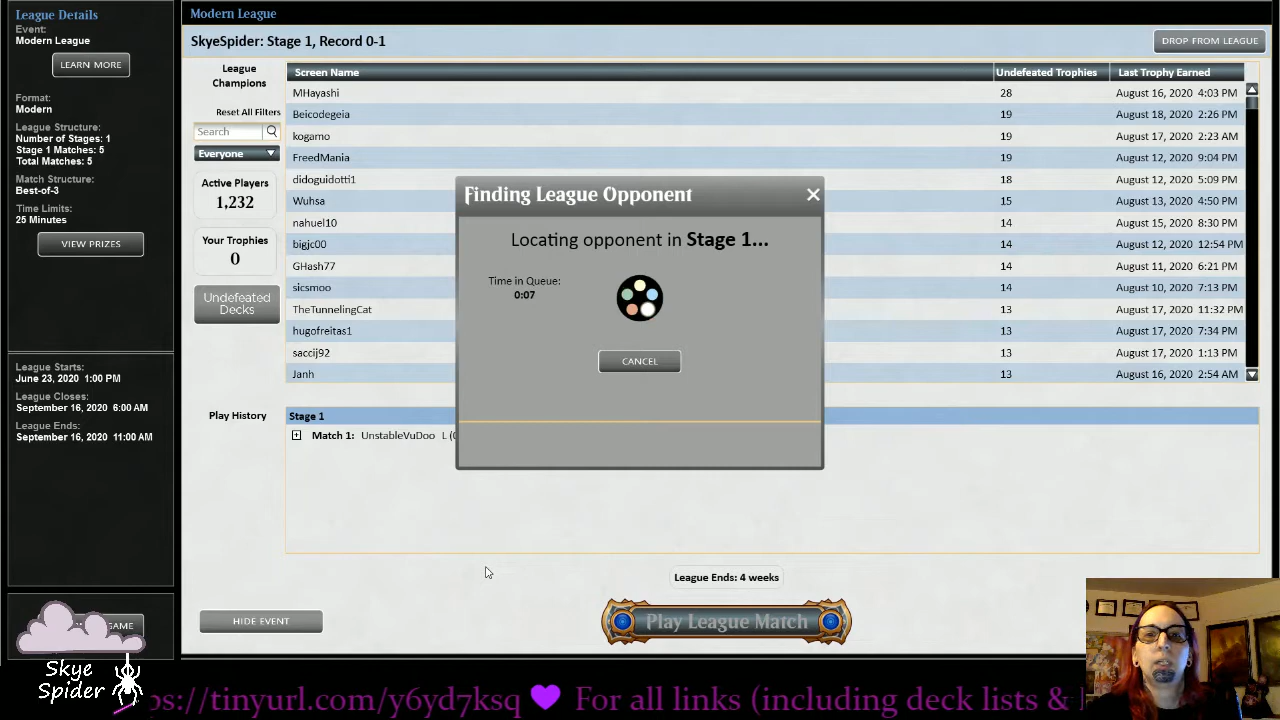 League Details
Event:
Modern League
LEARN MORE
Format:
Modern
League Structure:
Number of Stages: 1
Stage 1 Matches: 5
Total Matches: 5
Match Structure:
Best-of-3
Time Limits:
25 Minutes
VIEW PRIZES
League Starts:
June 23, 2020 1:00 PM
League Closes:
September 16, 2020 6:00 AM
League Ends:
September 16, 2020 11:00 AM
Modern League
SkyeSpider: Stage 1, Record 0-1
DROP FROM LEAGUE
League
Champions
Reset All Filters
Search
Everyone
Active Players
1,232
Your Trophies
0
Undefeated
Decks
Screen Name Undefeated Trophies Last Trophy Earned
MHayashi 28 August 16, 2020 4:03 PM
Beicodegeia 19 August 18, 2020 2:26 PM
kogamo 19 August 17, 2020 2:23 AM
FreedMania 19 August 12, 2020 9:04 PM
didoguidotti1 18 August 12, 2020 5:09 PM
Wuhsa 15 August 13, 2020 4:50 PM
nahuel10 14 August 15, 2020 8:30 PM
bigjc00 14 August 12, 2020 12:54 PM
GHash77 14 August 11, 2020 6:21 PM
sicsmoo 14 August 10, 2020 7:13 PM
TheTunnelingCat 13 August 17, 2020 11:32 PM
hugofreitas1 13 August 17, 2020 7:34 PM
saccij92 13 August 17, 2020 1:13 PM
Janh 13 August 16, 2020 2:54 AM
Finding League Opponent
Locating opponent in Stage 1...
Time in Queue:
0:07
CANCEL
Play History
Stage 1
Match 1: UnstableVuDoo L
League Ends: 4 weeks
HIDE EVENT
Play League Match
AME
Skye
Spider
ps://tinyurl.com/y6yd7ksq 💜 For all links (including deck lists &